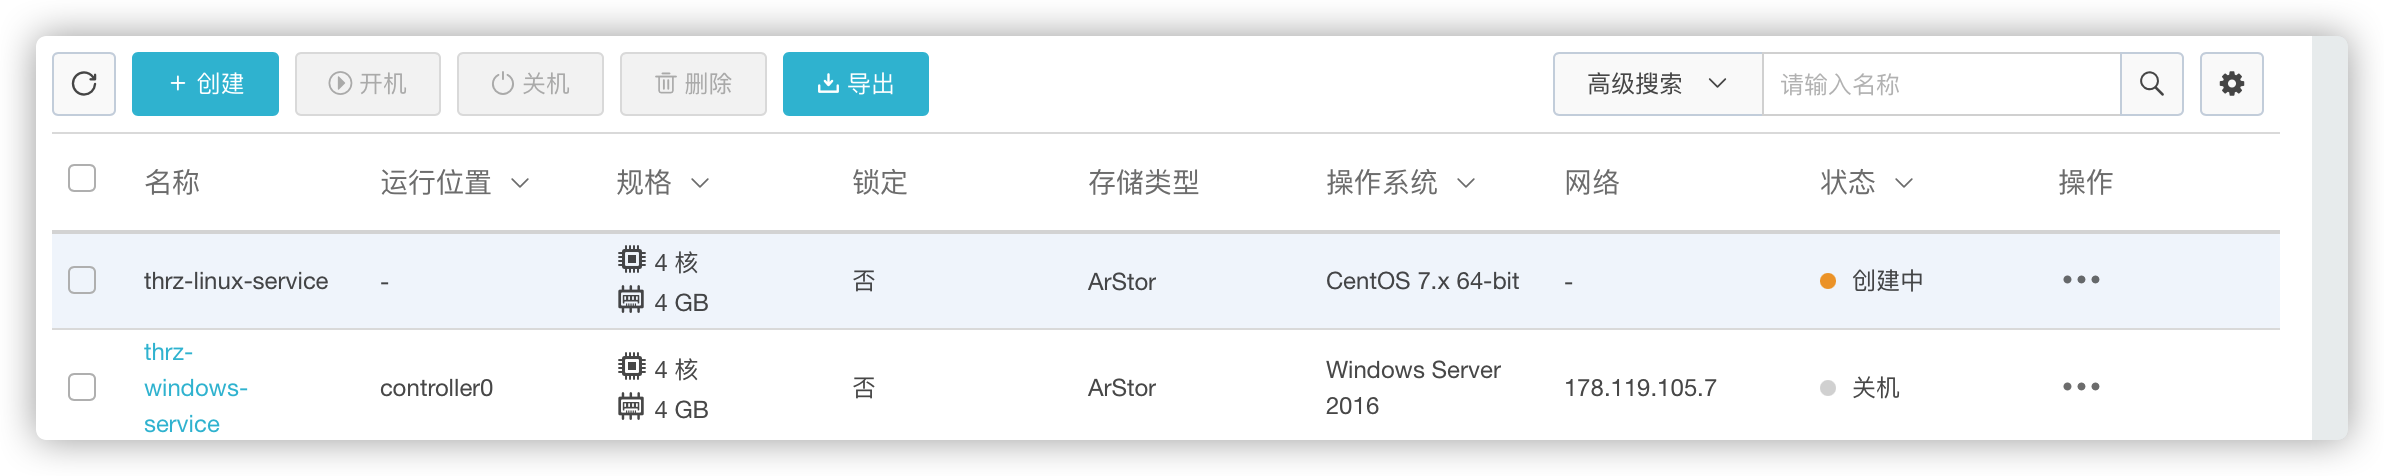 创建 开机 关机 删除 导出 高级搜索 请输入名称
名称 运行位置 规格 锁定 存储类型 操作系统 网络 状态 操作
thrz-linux-service - 4 核 否 ArStor CentOS 7.x 64-bit - 创建中
4 GB
thrz-windows-service controller0 4 核 否 ArStor Windows Server 2016 178.119.105.7 关机
4 GB